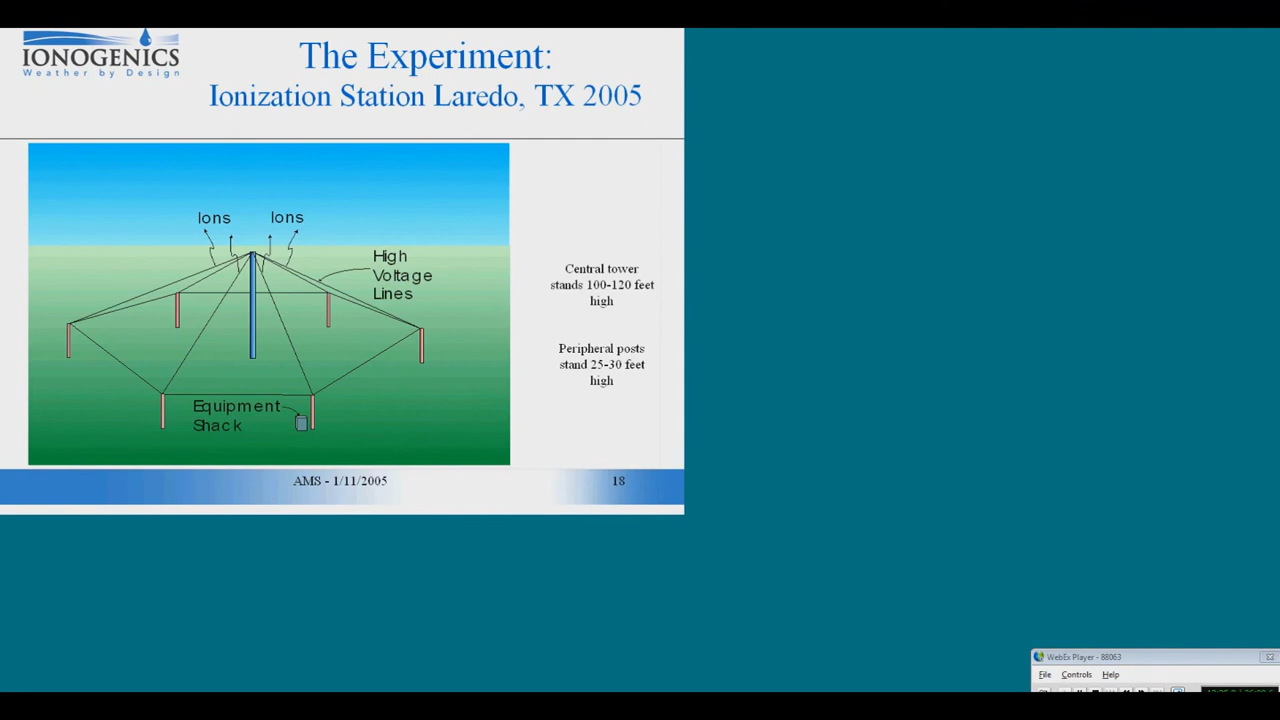 IONOGENICS
Weather by Design
The Experiment:
Ionization Station Laredo, TX 2005
Ions
Ions
High
Voltage
Lines
Equipment
Shack
Central tower
stands 100-120 feet
high
Peripheral posts
stand 25-30 feet
high
AMS - 1/11/2005
18
WebEx Player - 88063
File Controls Help